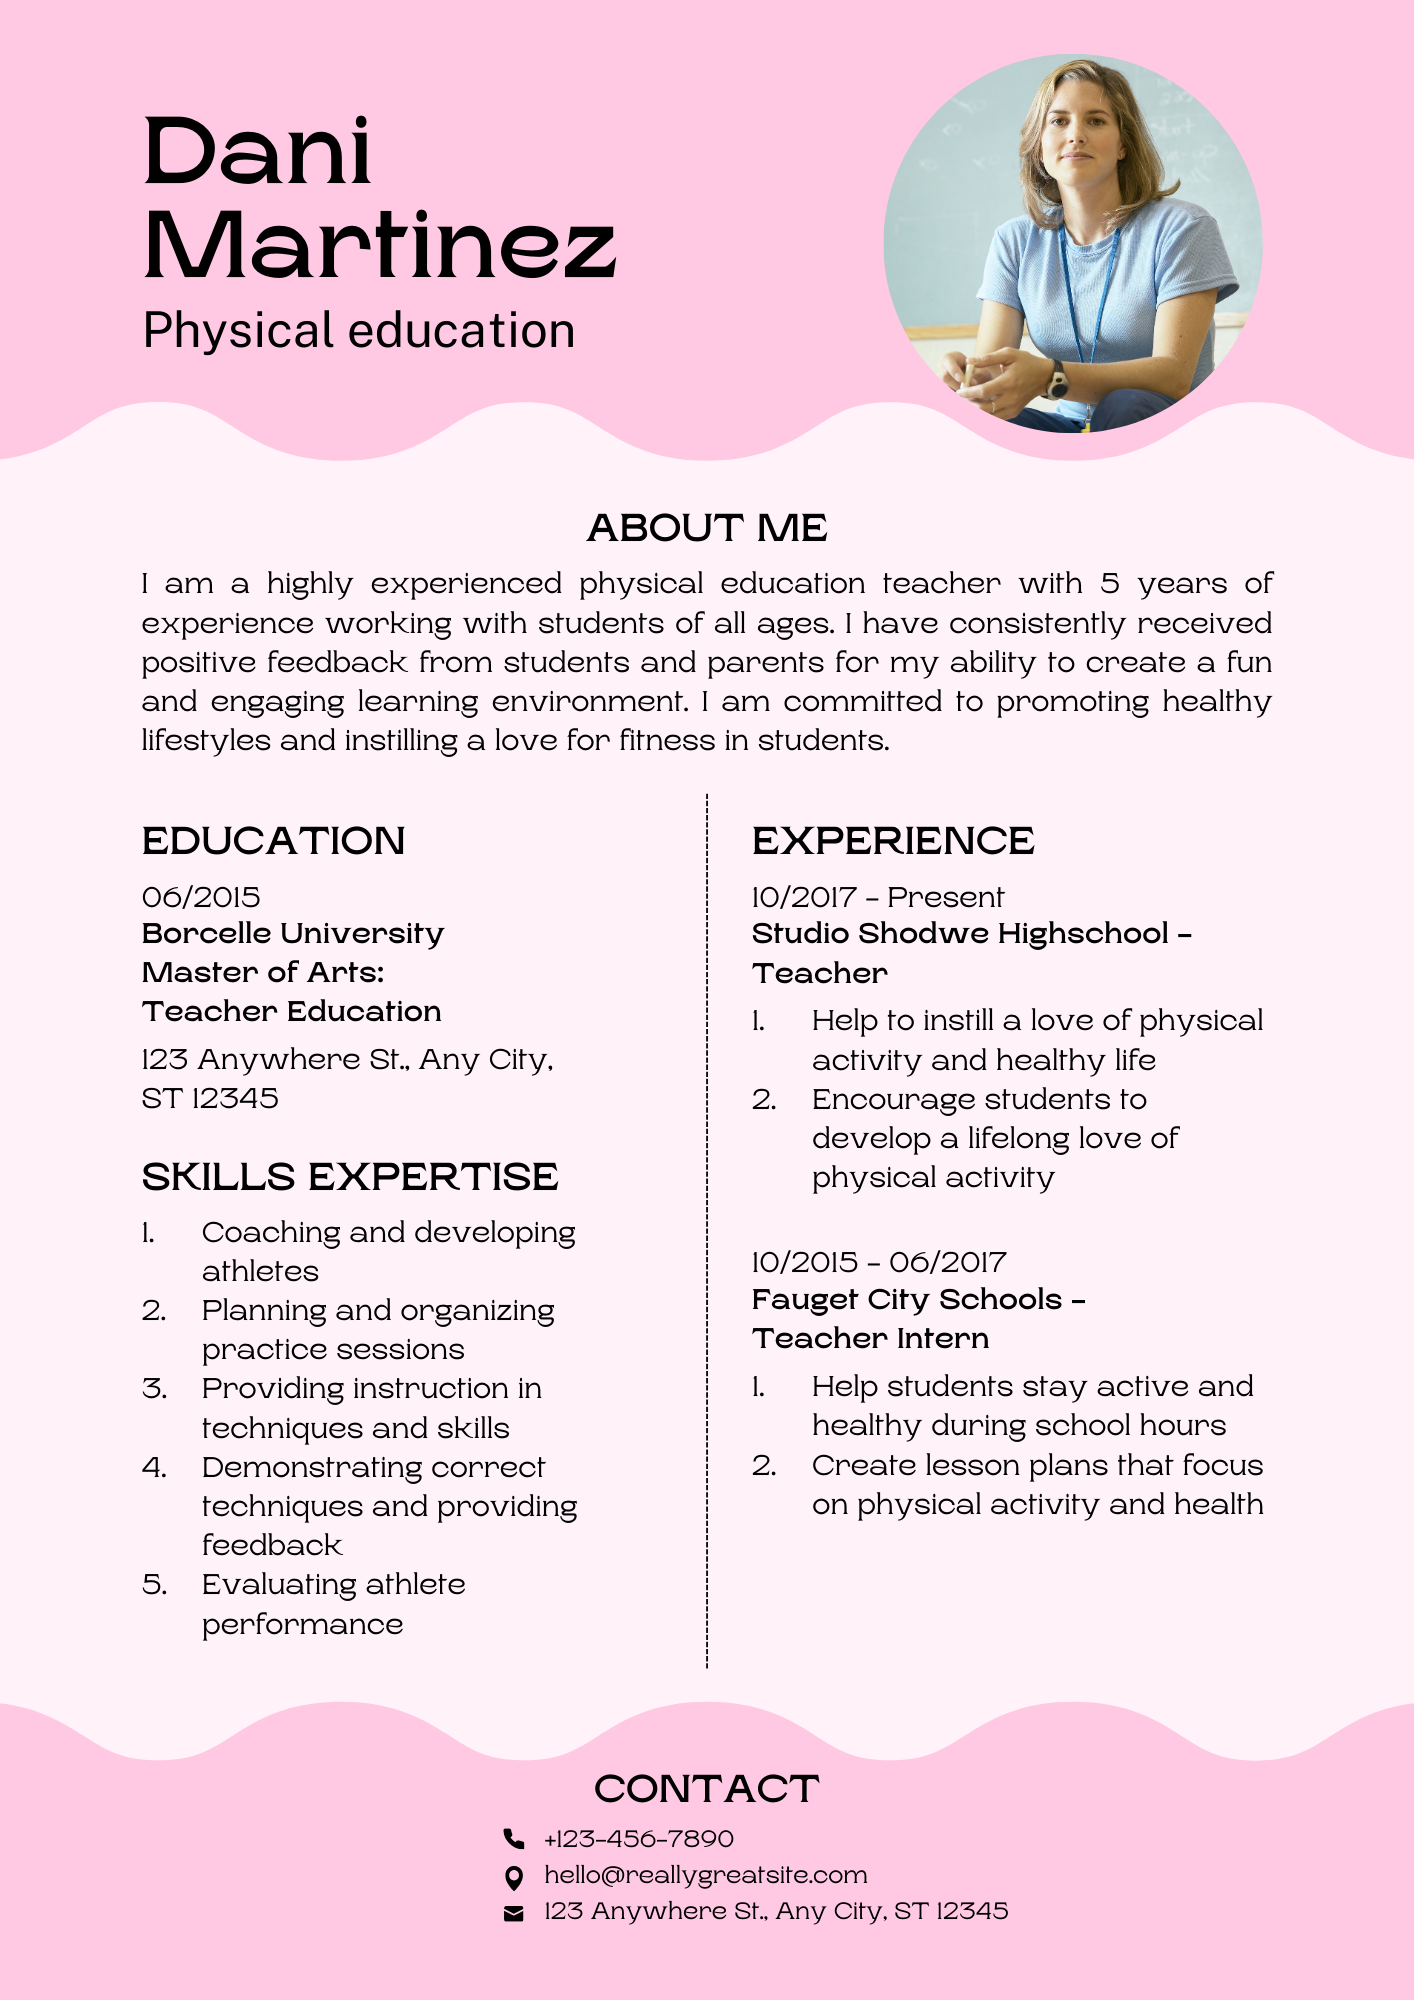 Dani
Martinez
Physical education
ABOUT ME
I am a highly experienced physical education teacher with 5 years of
experience working with students of all ages. I have consistently received
positive feedback from students and parents for my ability to create a fun
and engaging learning environment. I am committed to promoting healthy
lifestyles and instilling a love for fitness in students.
EDUCATION
06/2015
Borcelle University
Master of Arts:
Teacher Education
123 Anywhere St., Any City,
ST 12345
SKILLS EXPERTISE
1. Coaching and developing
athletes
2. Planning and organizing
practice sessions
3. Providing instruction in
techniques and skills
4. Demonstrating correct
techniques and providing
feedback
5. Evaluating athlete
performance
EXPERIENCE
10/2017 - Present
Studio Shodwe Highschool -
Teacher
1. Help to instill a love of physical
activity and healthy life
2. Encourage students to
develop a lifelong love of
physical activity
10/2015 - 06/2017
Fauget City Schools -
Teacher Intern
1. Help students stay active and
healthy during school hours
2. Create lesson plans that focus
on physical activity and health
CONTACT
+123-456-7890
hello@reallygreatsite.com
123 Anywhere St., Any City, ST 12345